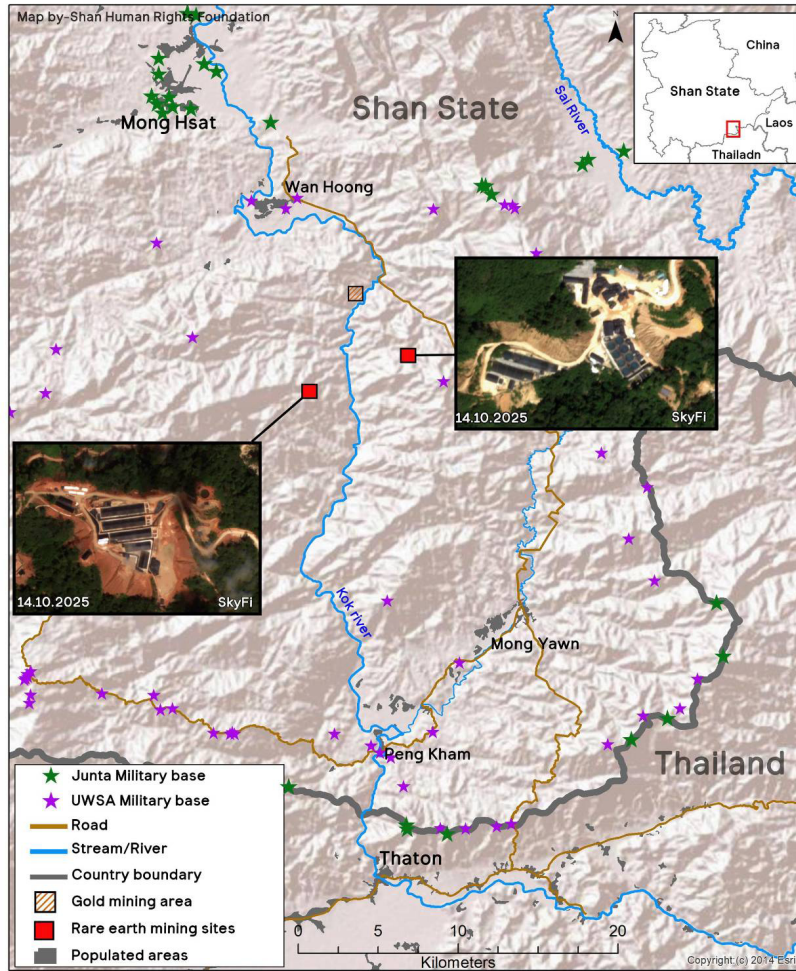 Map by-Shan Human Rights Foundation
N
China
Shan State
Laos
Thailadn
Shan State
Sai River
Mong Hsat
Wan Hoong
14.10.2025
SkyFi
14.10.2025
SkyFi
Kok river
Mong Yawn
Peng Kham
Thailand
Thaton
Junta Military base
UWSA Military base
Road
Stream/River
Country boundary
Gold mining area
Rare earth mining sites
Populated areas
0 5 10 20
Kilometers
Copyright:(c) 2014 Esri